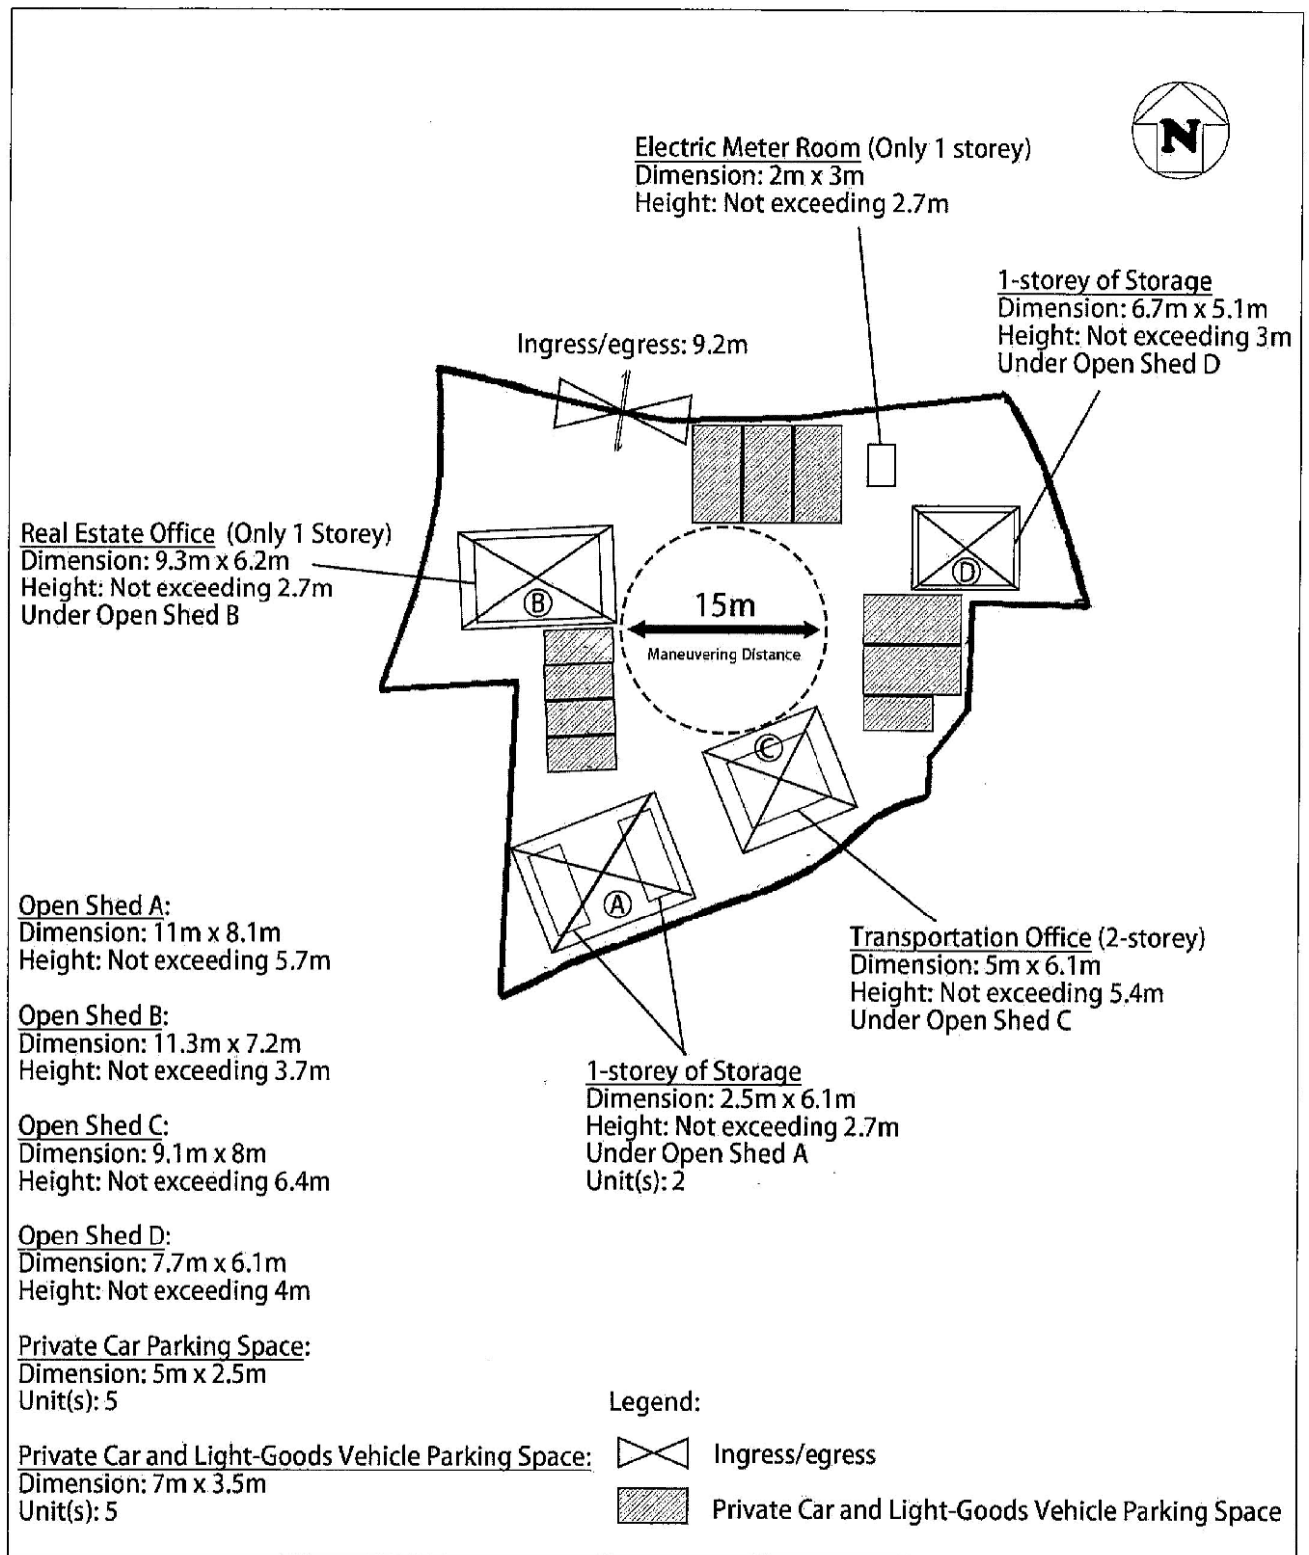 N
Electric Meter Room (Only 1 storey)
Dimension: 2m x 3m
Height: Not exceeding 2.7m
1-storey of Storage
Dimension: 6.7m x 5.1m
Height: Not exceeding 3m
Under Open Shed D
Ingress/egress: 9.2m
Real Estate Office (Only 1 Storey)
Dimension: 9.3m x 6.2m
Height: Not exceeding 2.7m
Under Open Shed B
B
D
15m
Maneuvering Distance
C
A
Open Shed A:
Dimension: 11m x 8.1m
Height: Not exceeding 5.7m
Transportation Office (2-storey)
Dimension: 5m x 6.1m
Height: Not exceeding 5.4m
Under Open Shed C
Open Shed B:
Dimension: 11.3m x 7.2m
Height: Not exceeding 3.7m
1-storey of Storage
Dimension: 2.5m x 6.1m
Height: Not exceeding 2.7m
Under Open Shed A
Unit(s): 2
Open Shed C:
Dimension: 9.1m x 8m
Height: Not exceeding 6.4m
Open Shed D:
Dimension: 7.7m x 6.1m
Height: Not exceeding 4m
Private Car Parking Space:
Dimension: 5m x 2.5m
Unit(s): 5
Private Car and Light-Goods Vehicle Parking Space:
Dimension: 7m x 3.5m
Unit(s): 5
Legend:
Ingress/egress
Private Car and Light-Goods Vehicle Parking Space